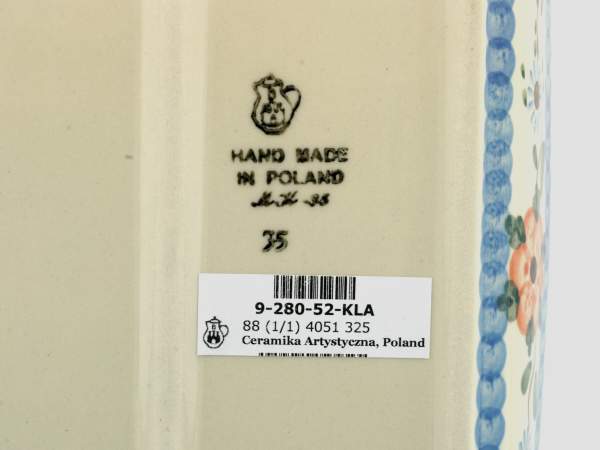 HAND MADE
IN POLAND
35
9-280-52-KLA
88 (1/1) 4051 325
Ceramika Artystyczna, Poland